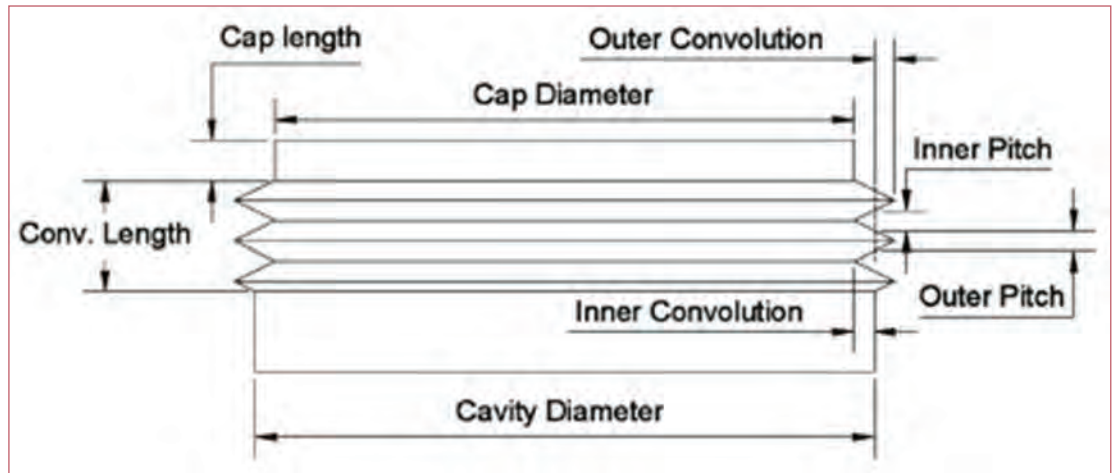 Cap length
Outer Convolution
Cap Diameter
Inner Pitch
Conv. Length
Outer Pitch
Inner Convolution
Cavity Diameter